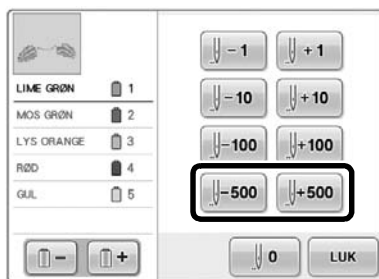 LIME GRØN 1
MOS GRØN 2
LYS ORANGE 3
RØD 4
GUL 5
-1 +1
-10 +10
-100 +100
-500 +500
- +
0 LUK